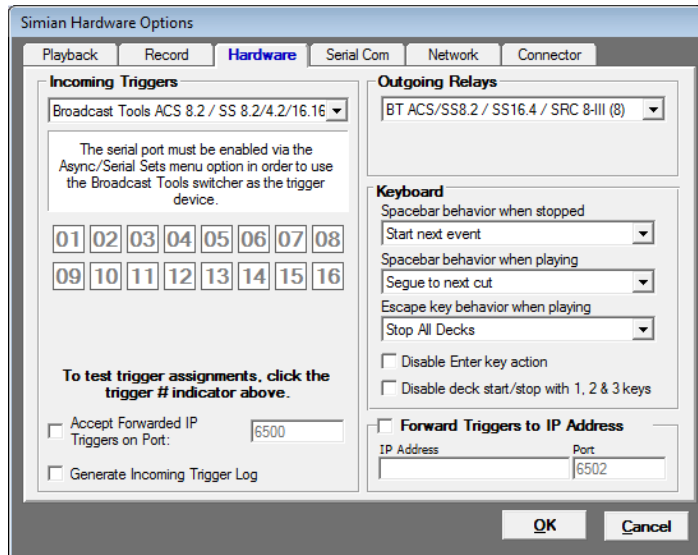 Simian Hardware Options
Playback Record Hardware Serial Com Network Connector
Incoming Triggers
Broadcast Tools ACS 8.2 / SS 8.2/4.2/16.16
The serial port must be enabled via the
Async/Serial Sets menu option in order to use
the Broadcast Tools switcher as the trigger
device.
01 02 03 04 05 06 07 08
09 10 11 12 13 14 15 16
To test trigger assignments, click the
trigger # indicator above.
Accept Forwarded IP
Triggers on Port:
6500
Generate Incoming Trigger Log
Outgoing Relays
BT ACS/SS8.2 / SS16.4 / SRC 8-III (8)
Keyboard
Spacebar behavior when stopped
Start next event
Spacebar behavior when playing
Segue to next cut
Escape key behavior when playing
Stop All Decks
Disable Enter key action
Disable deck start/stop with 1, 2 & 3 keys
Forward Triggers to IP Address
IP Address Port
6502
OK Cancel